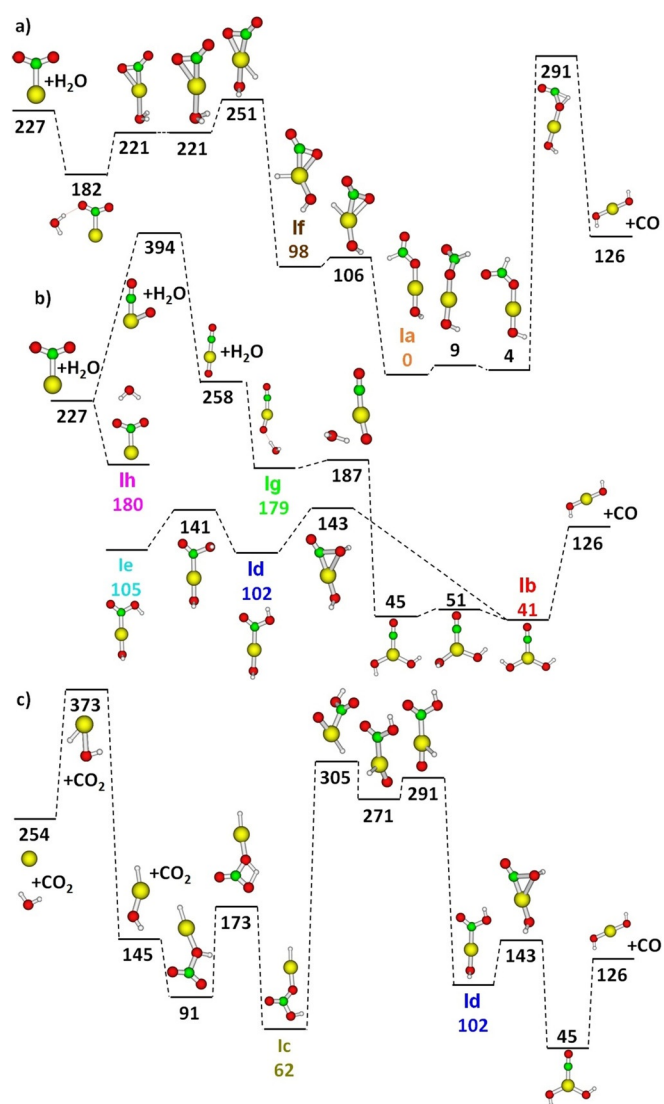 a)
+H₂O
227
182
221
221
251
If
98
106
Ia
0
9
4
291
126
+CO
b)
394
+H₂O
+H₂O
227
+H₂O
258
Ih
180
Ig
179
187
141
143
Ie
105
Id
102
45
51
Ib
41
126
+CO
c)
373
+CO₂
254
+CO₂
+CO₂
145
91
173
Ic
62
305
271
291
Id
102
143
45
126
+CO